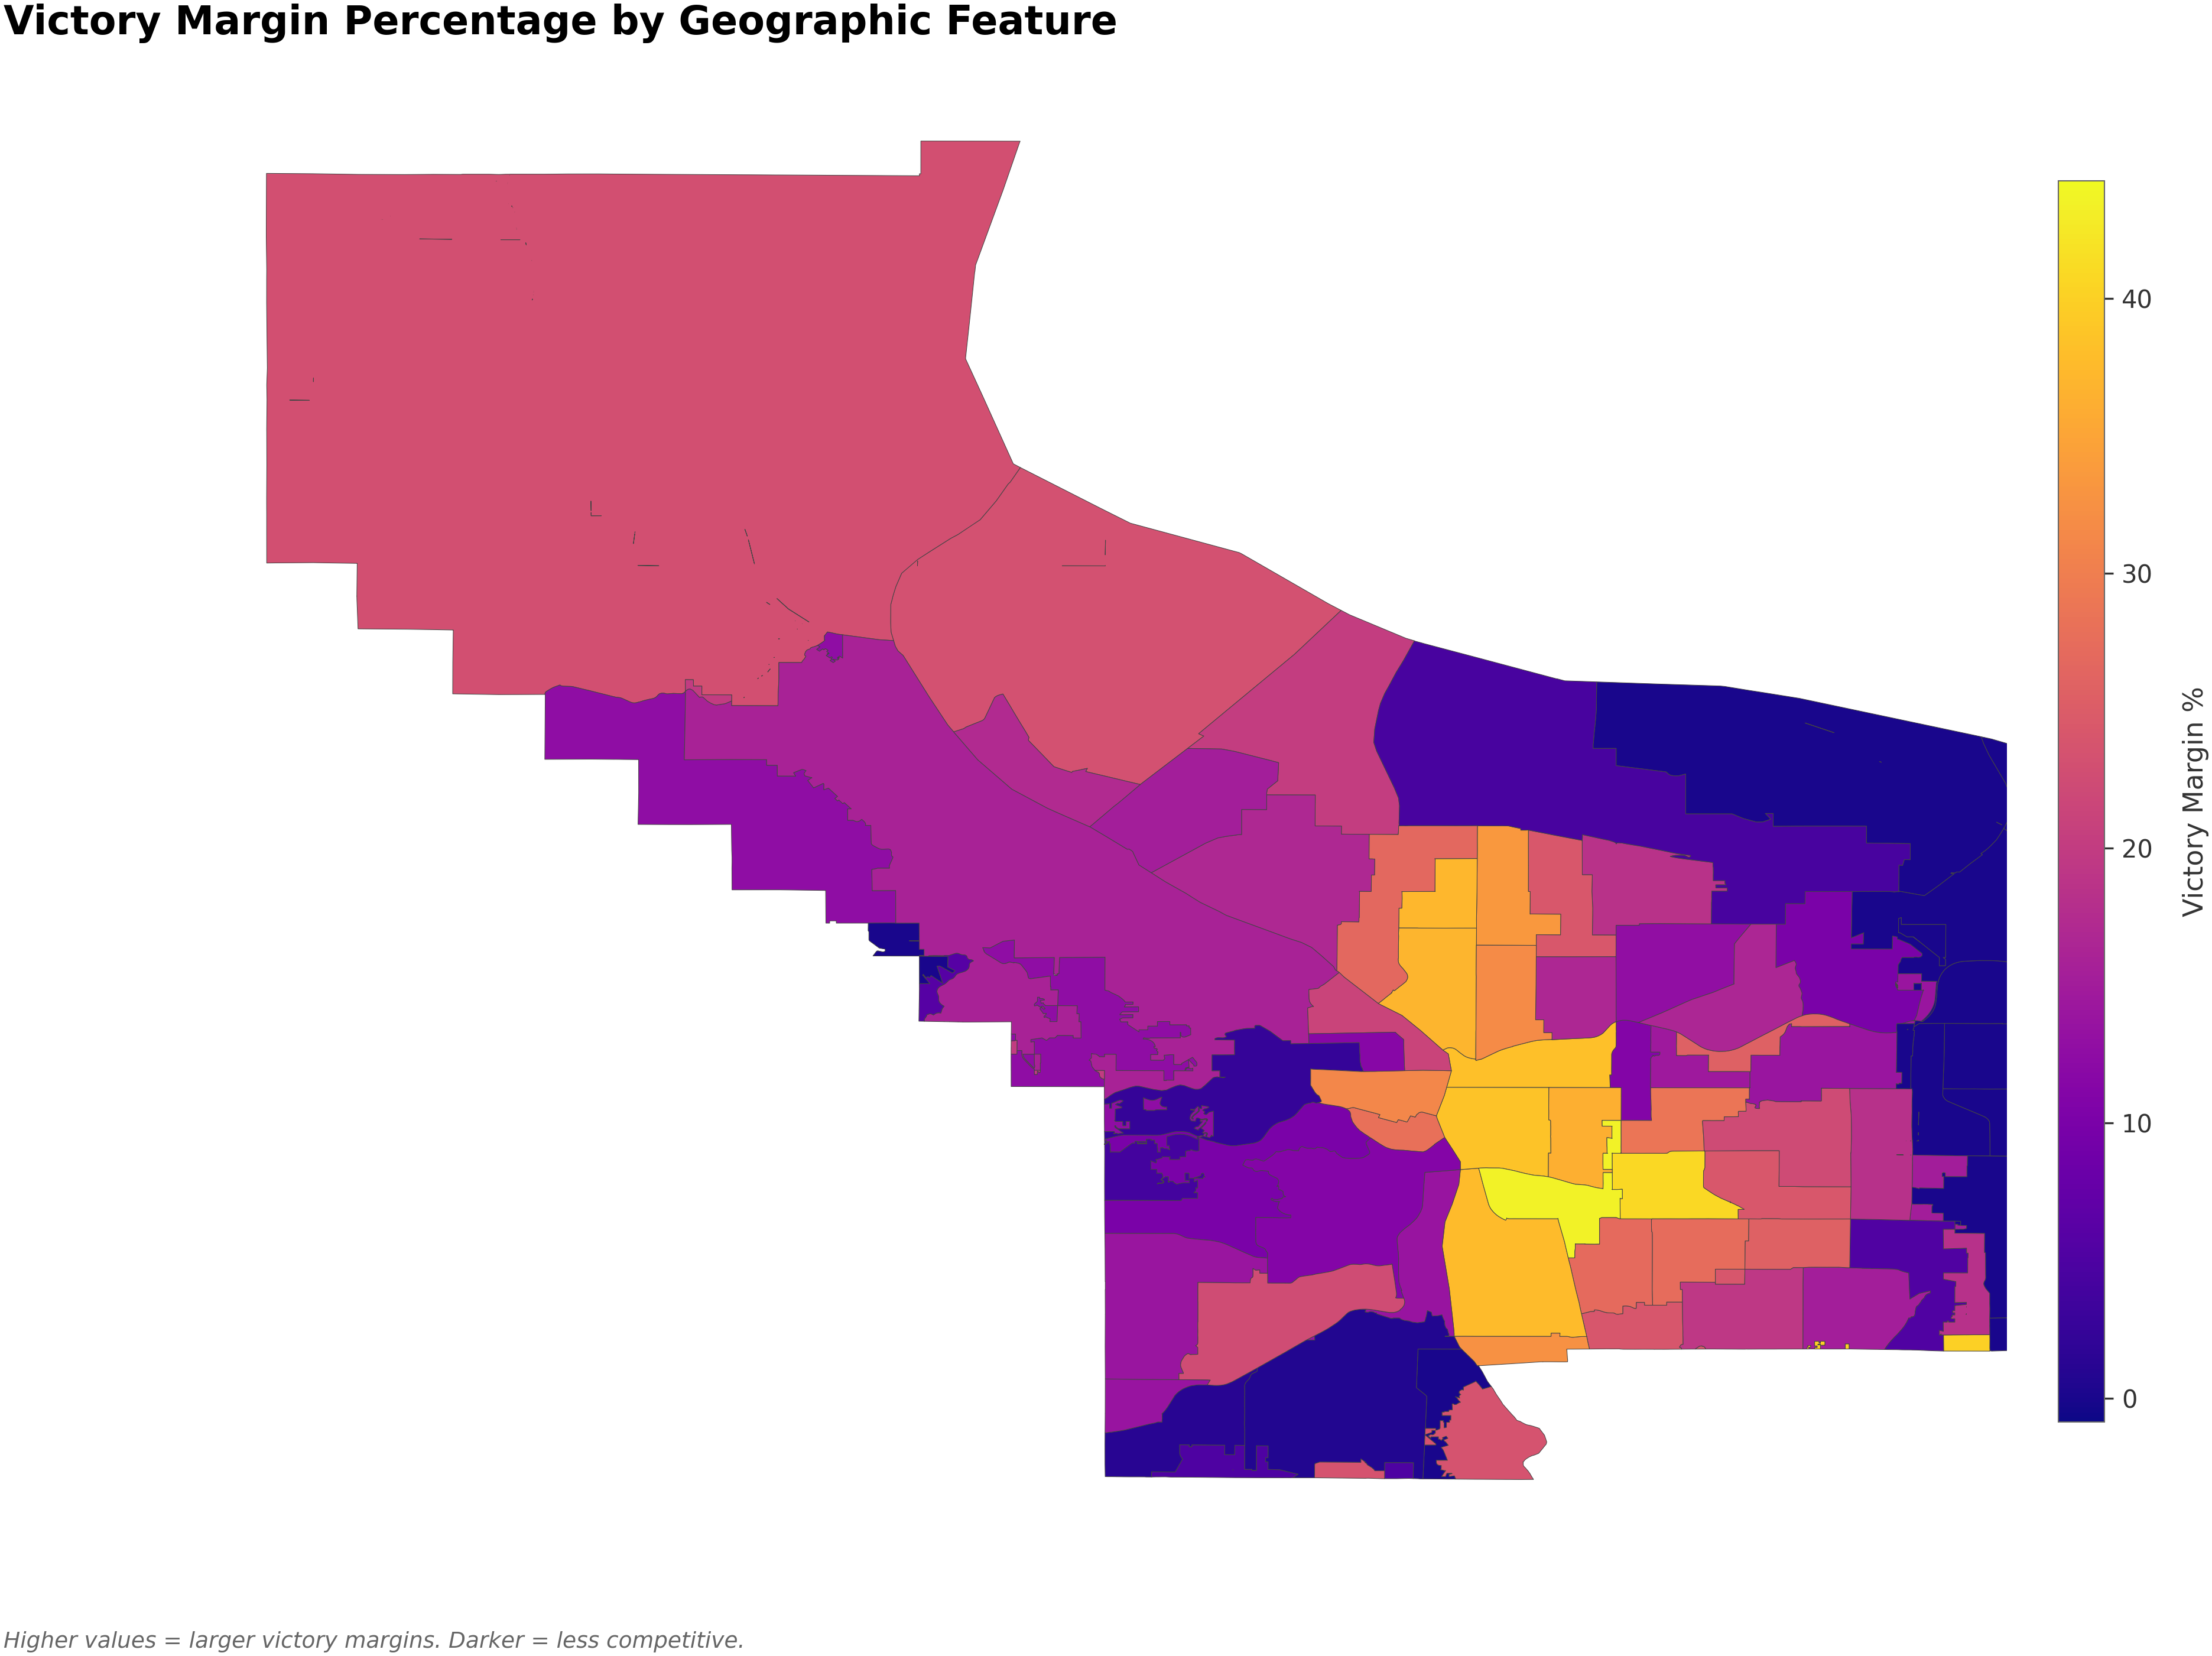 Victory Margin Percentage by Geographic Feature
40
30
20
10
0
Victory Margin %
Higher values = larger victory margins. Darker = less competitive.